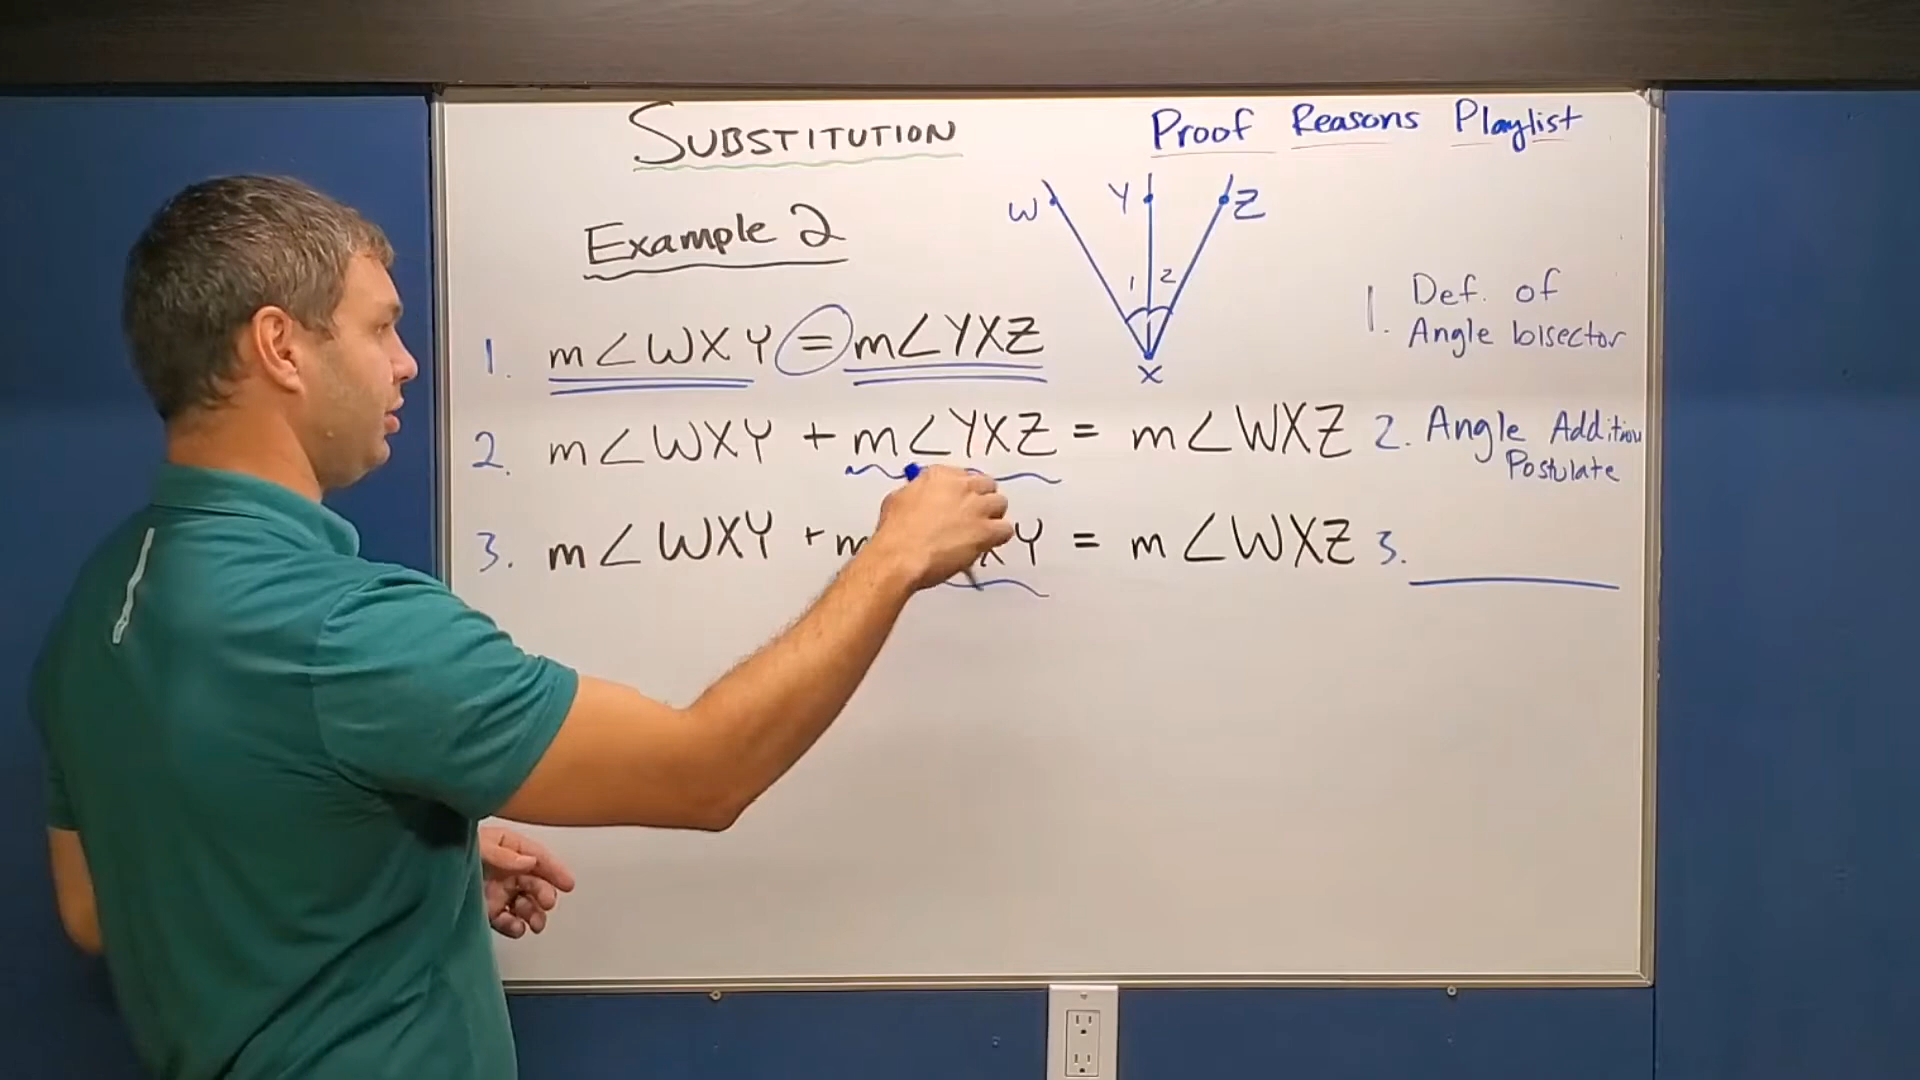 SUBSTITUTION
Proof Reasons Playlist
Example 2
W Y Z
1 2
X
1. m∠WXY = m∠YXZ
1. Def. of
Angle bisector
2. m∠WXY + m∠YXZ = m∠WXZ
2. Angle Addition
Postulate
3. m∠WXY + m XY = m∠WXZ
3.